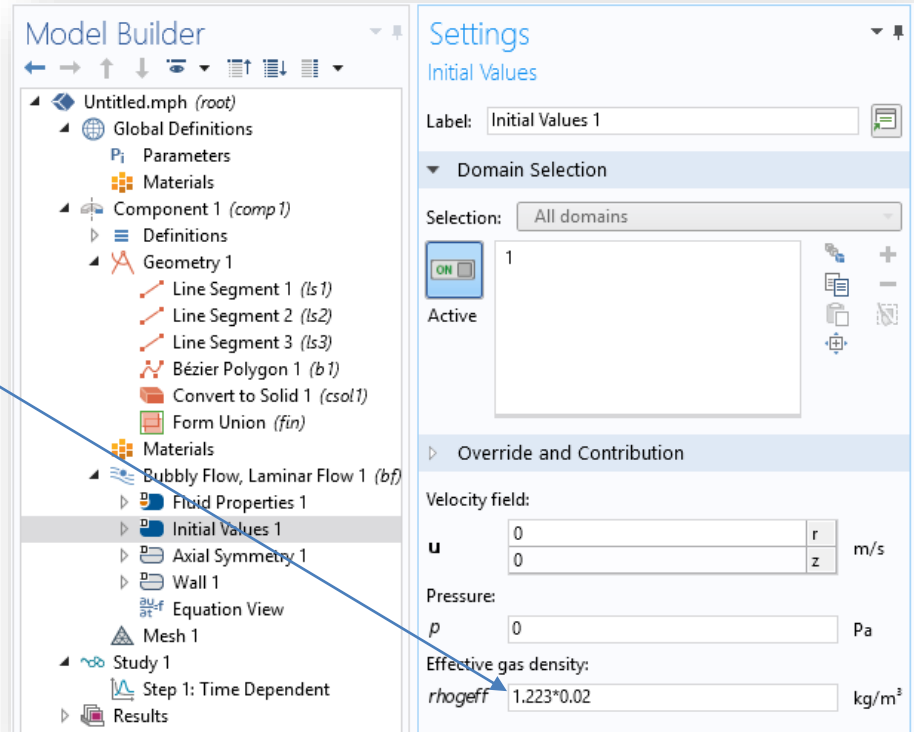 Model Builder
Untitled.mph (root)
Global Definitions
Pi Parameters
Materials
Component 1 (comp1)
Definitions
Geometry 1
Line Segment 1 (ls1)
Line Segment 2 (ls2)
Line Segment 3 (ls3)
Bézier Polygon 1 (b1)
Convert to Solid 1 (csol1)
Form Union (fin)
Materials
Bubbly Flow, Laminar Flow 1 (bf)
Fluid Properties 1
Initial Values 1
Axial Symmetry 1
Wall 1
Equation View
Mesh 1
Study 1
Step 1: Time Dependent
Results
Settings
Initial Values
Label: Initial Values 1
Domain Selection
Selection: All domains
ON 1
Active
Override and Contribution
Velocity field:
u 0 r m/s
0 z
Pressure:
p 0 Pa
Effective gas density:
rhogeff 1.223*0.02 kg/m³